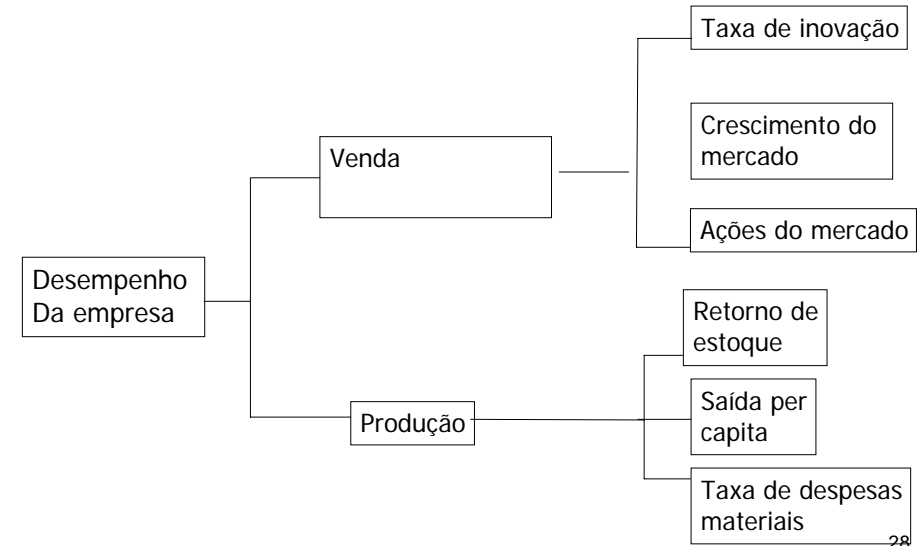 Taxa de inovação
Crescimento do
mercado
Venda
Ações do mercado
Desempenho
Da empresa
Retorno de
estoque
Produção
Saída per
capita
Taxa de despesas
materiais
28